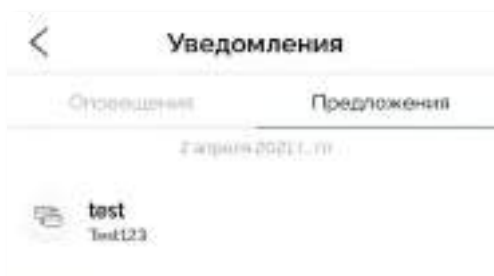 Уведомления
Оповещения Предложения
2 апреля 2021 г.
test
Test123